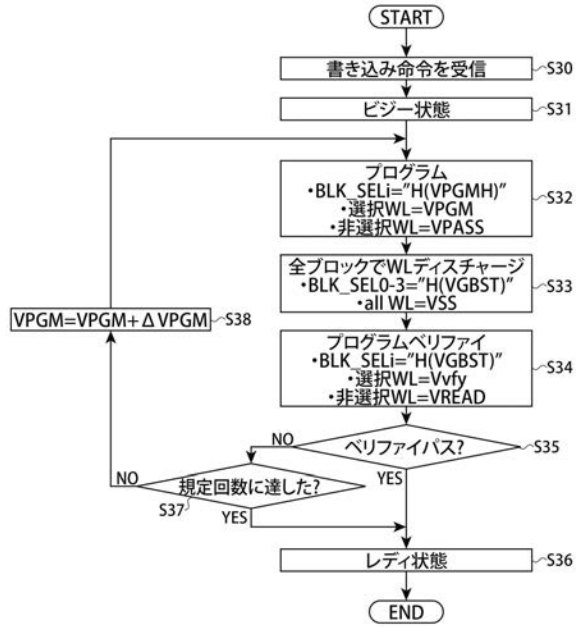 START
書き込み命令を受信
S30
ビジー状態
S31
プログラム
・BLK_SELi="H(VPGMH)"
・選択WL=VPGM
・非選択WL=VPASS
S32
全ブロックでWLディスチャージ
・BLK_SEL0-3="H(VGBST)"
・all WL=VSS
S33
VPGM=VPGM+ΔVPGM
S38
プログラムベリファイ
・BLK_SELi="H(VGBST)"
・選択WL=Vvfy
・非選択WL=VREAD
S34
NO
ベリファイパス?
S35
YES
NO
規定回数に達した?
S37
YES
レディ状態
S36
END